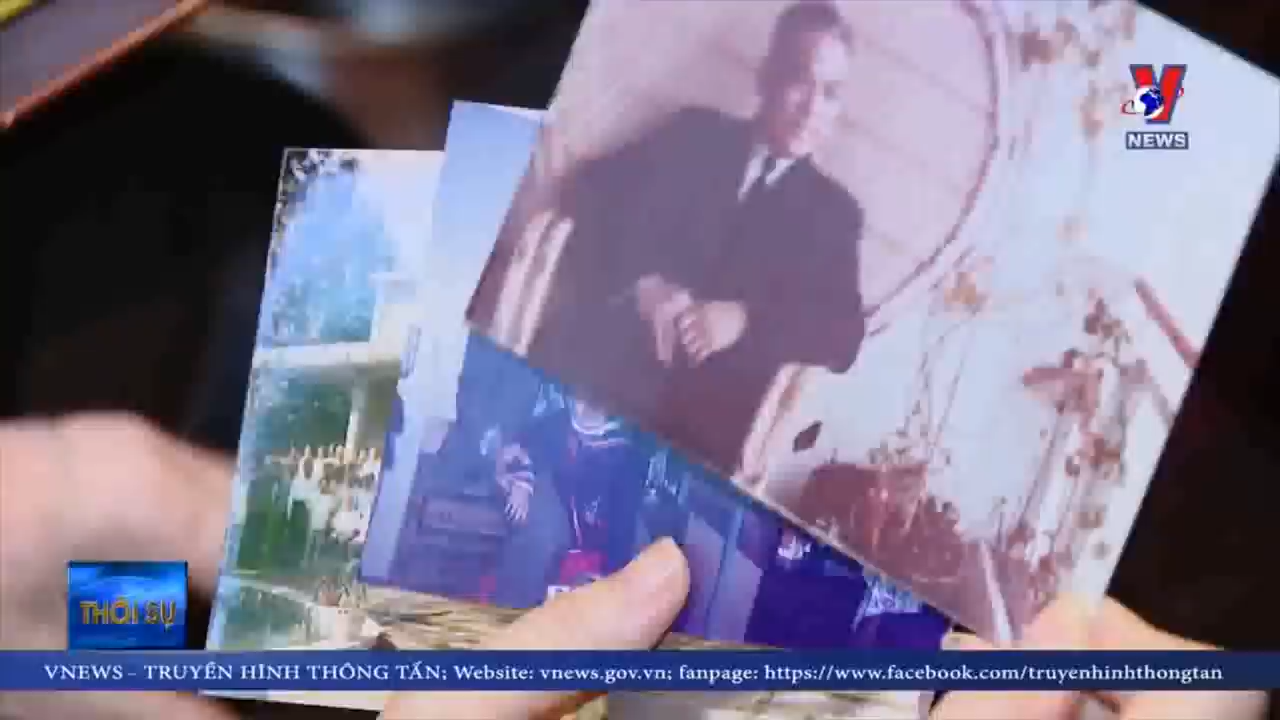 NEWS
THỜI SỰ
VNEWS - TRUYỀN HÌNH THÔNG TẤN; Website: vnews.gov.vn; fanpage: https://www.facebook.com/truyenhinhthongtan